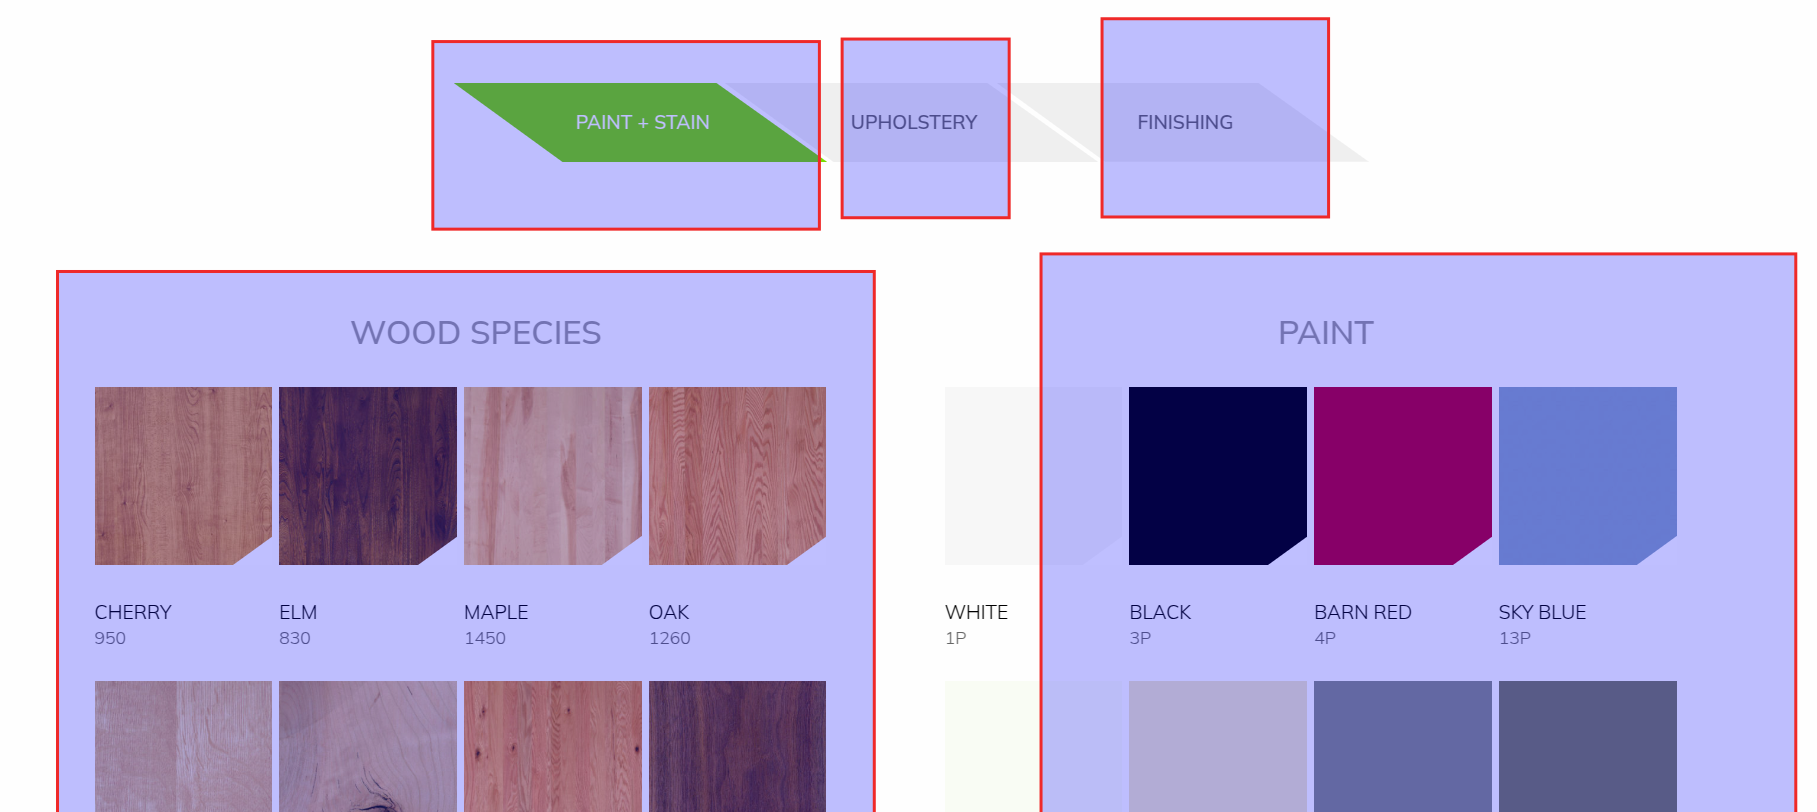 PAINT + STAIN
UPHOLSTERY
FINISHING
WOOD SPECIES
CHERRY
950
ELM
830
MAPLE
1450
OAK
1260
PAINT
WHITE
1P
BLACK
3P
BARN RED
4P
SKY BLUE
13P